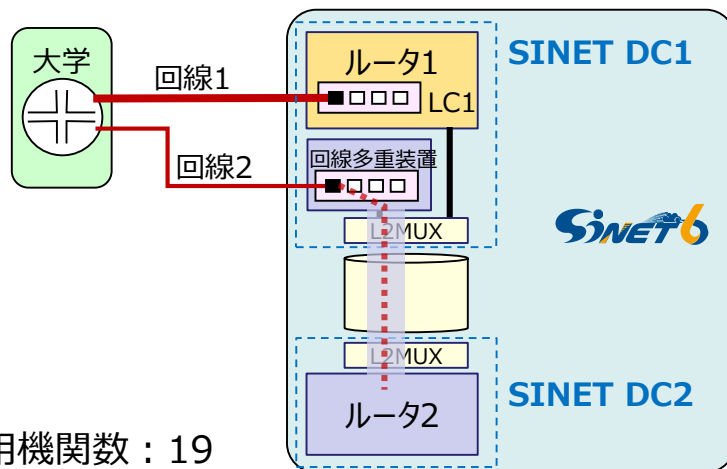 大学
回線1
回線2
ルータ1
LC1
回線多重装置
L2MUX
SINET DC1
SINET6
L2MUX
ルータ2
SINET DC2
用機関数：19